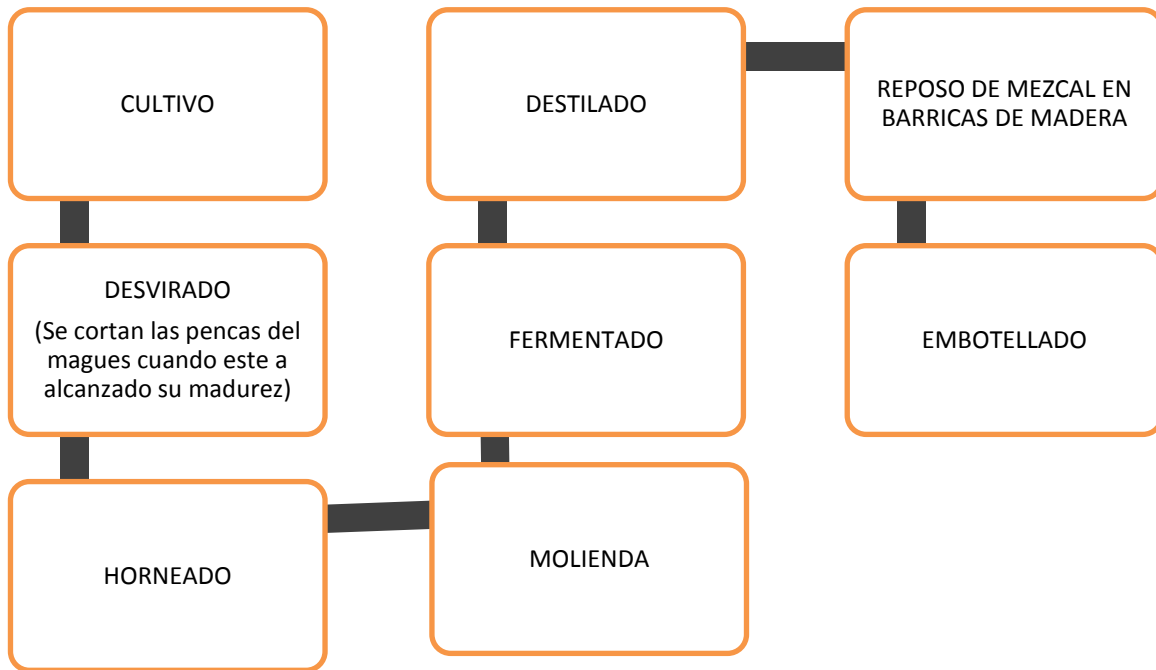 CULTIVO
DESVIRADO
(Se cortan las pencas del
magues cuando este a
alcanzado su madurez)
HORNEADO
MOLIENDA
FERMENTADO
DESTILADO
REPOSO DE MEZCAL EN
BARRICAS DE MADERA
EMBOTELLADO